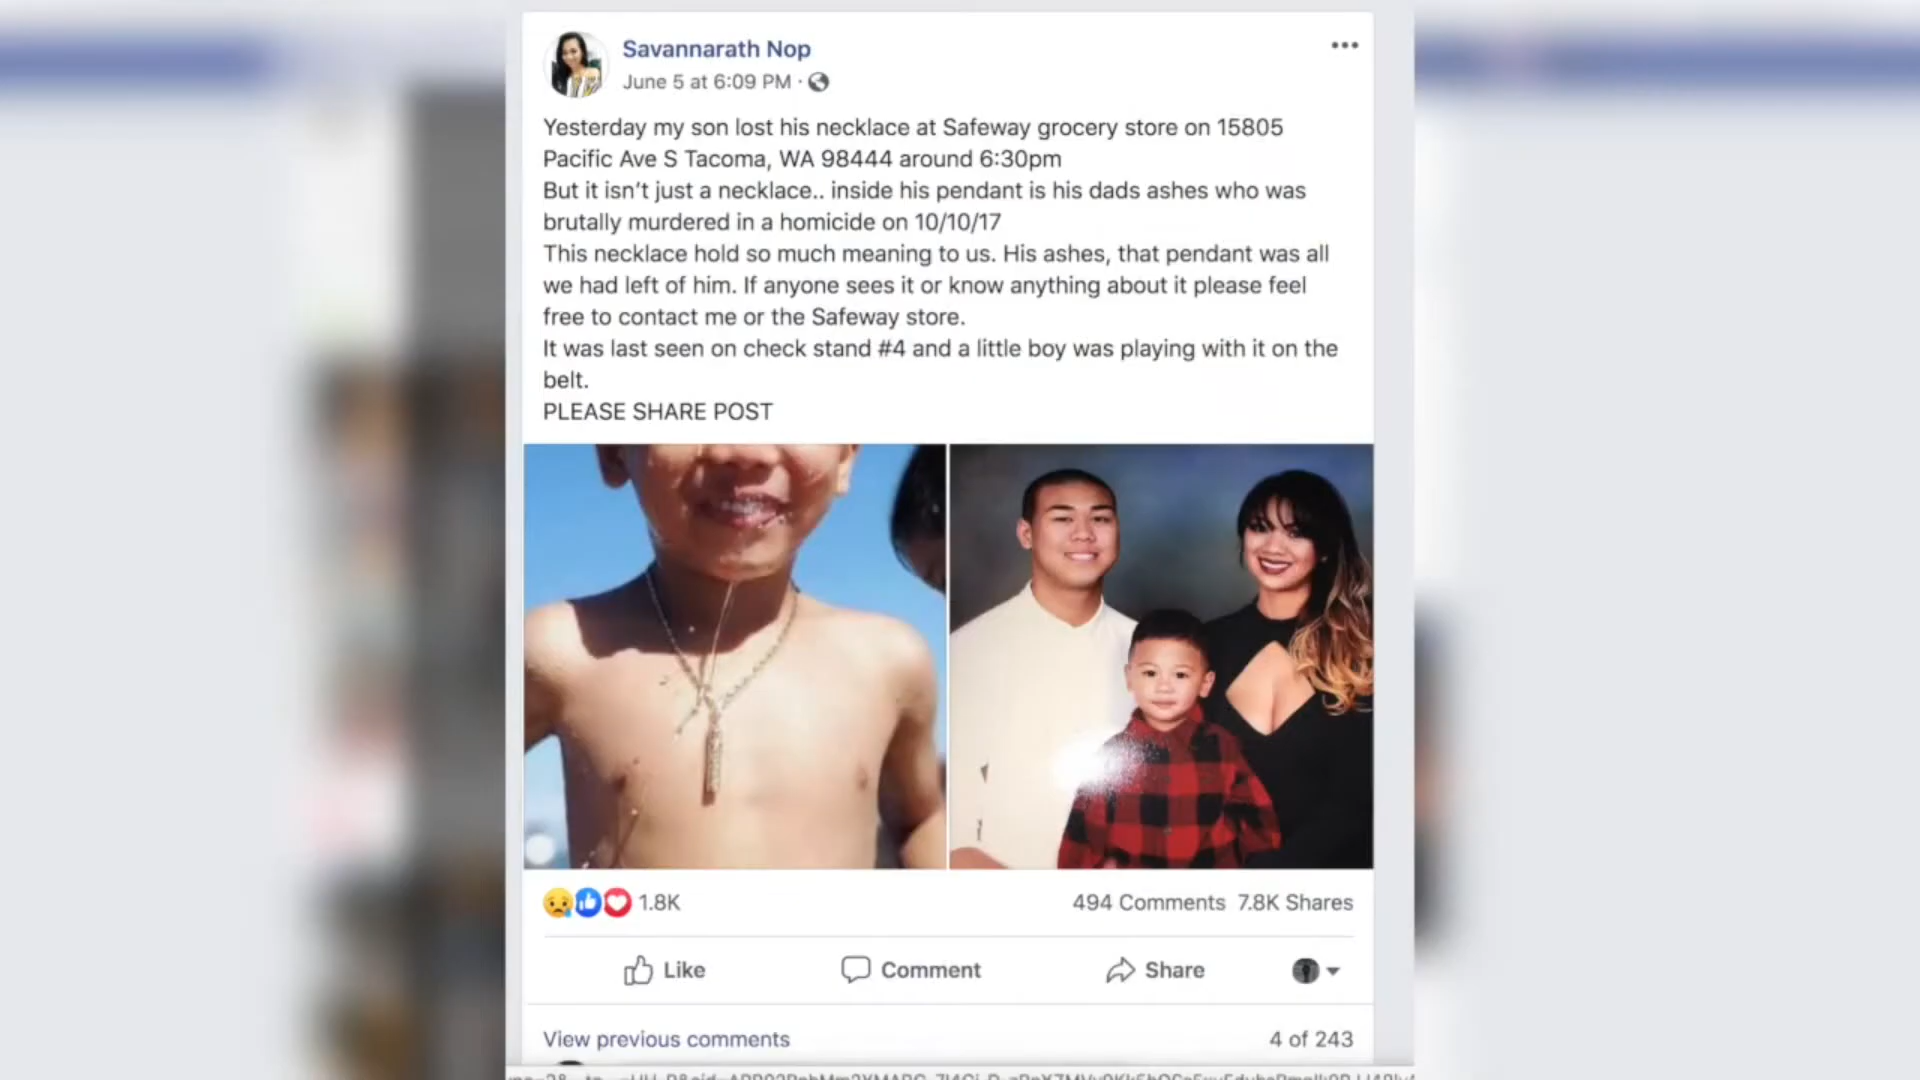 Savannarath Nop
June 5 at 6:09 PM ·
Yesterday my son lost his necklace at Safeway grocery store on 15805
Pacific Ave S Tacoma, WA 98444 around 6:30pm
But it isn't just a necklace.. inside his pendant is his dads ashes who was
brutally murdered in a homicide on 10/10/17
This necklace hold so much meaning to us. His ashes, that pendant was all
we had left of him. If anyone sees it or know anything about it please feel
free to contact me or the Safeway store.
It was last seen on check stand #4 and a little boy was playing with it on the
belt.
PLEASE SHARE POST
1.8K 494 Comments 7.8K Shares
Like Comment Share
View previous comments 4 of 243